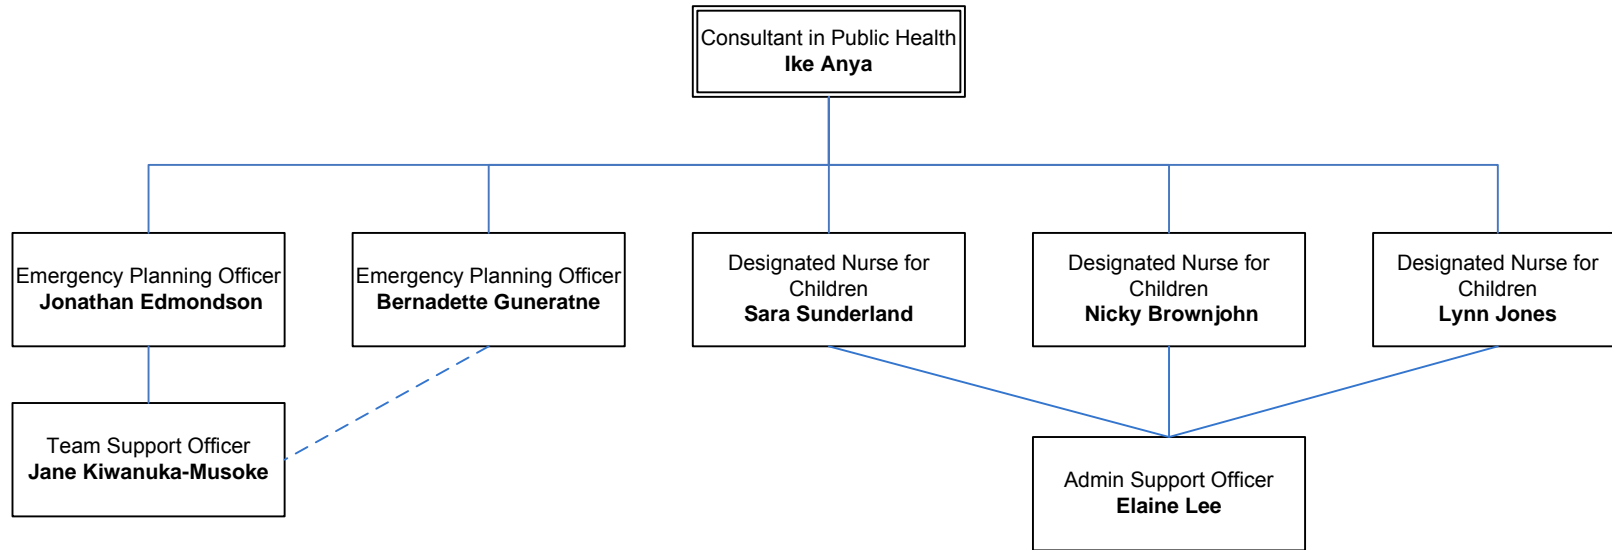 Consultant in Public Health
Ike Anya
Emergency Planning Officer
Jonathan Edmondson
Emergency Planning Officer
Bernadette Guneratne
Designated Nurse for
Children
Sara Sunderland
Designated Nurse for
Children
Nicky Brownjohn
Designated Nurse for
Children
Lynn Jones
Team Support Officer
Jane Kiwanuka-Musoke
Admin Support Officer
Elaine Lee